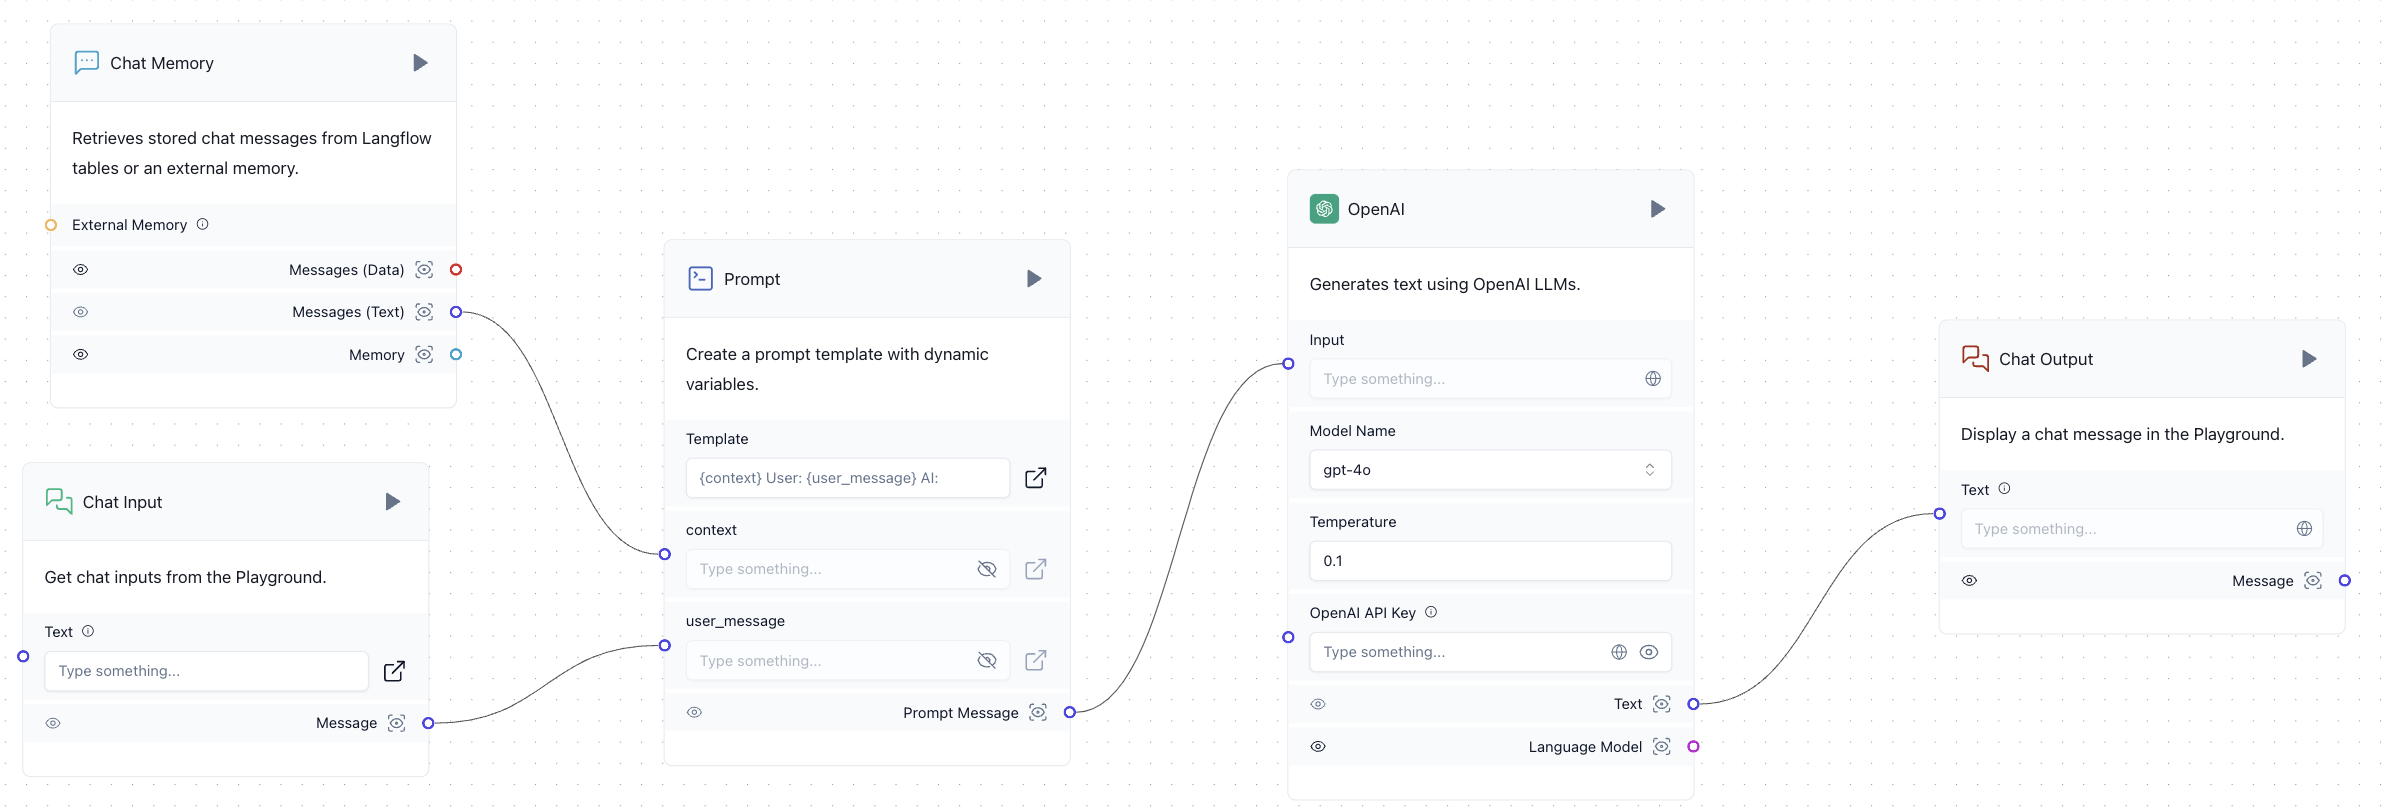 Chat Memory
Retrieves stored chat messages from Langflow
tables or an external memory.
External Memory
Messages (Data)
Messages (Text)
Memory
Chat Input
Get chat inputs from the Playground.
Text
Type something...
Message
Prompt
Create a prompt template with dynamic
variables.
Template
{context} User: {user_message} AI:
context
Type something...
user_message
Type something...
Prompt Message
OpenAI
Generates text using OpenAI LLMs.
Input
Type something...
Model Name
gpt-4o
Temperature
0.1
OpenAI API Key
Type something...
Text
Language Model
Chat Output
Display a chat message in the Playground.
Text
Type something...
Message